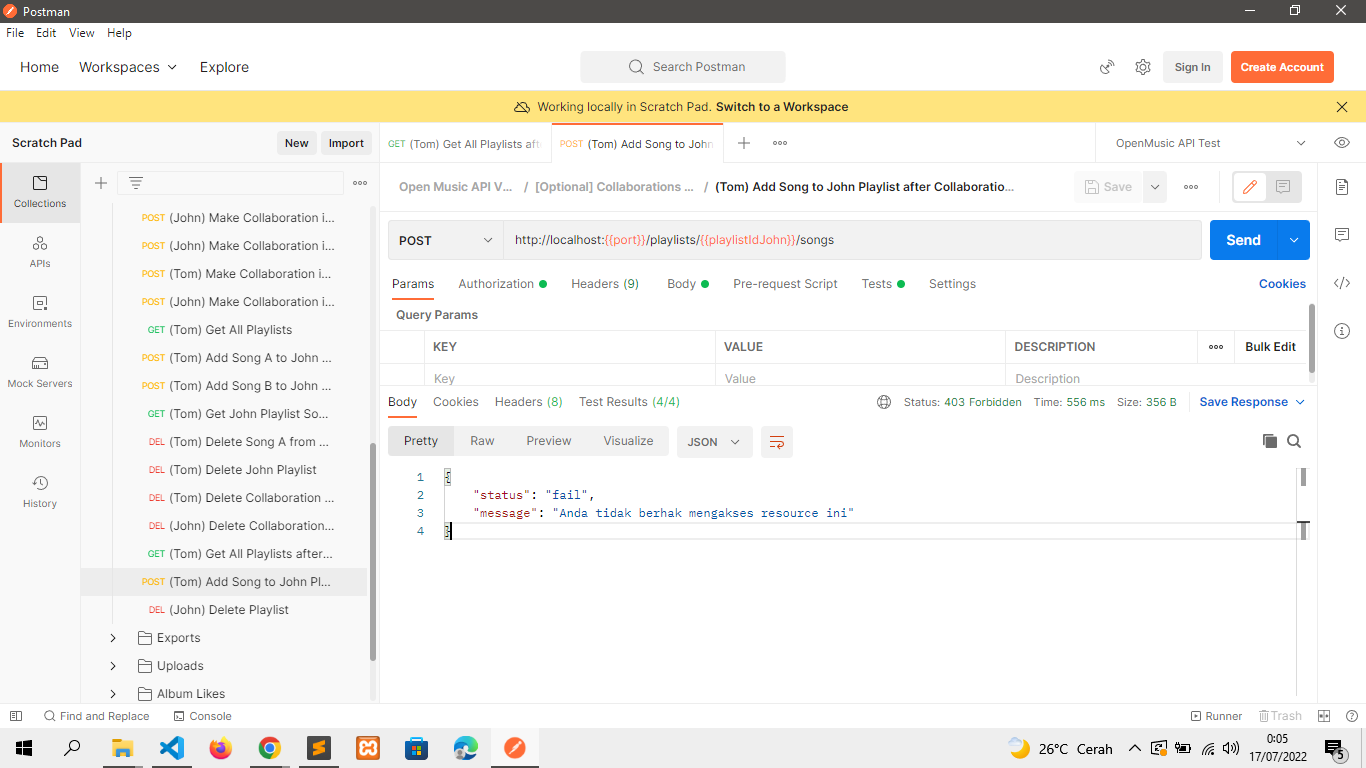 Postman
File Edit View Help
Home Workspaces Explore Search Postman Sign In Create Account
Working locally in Scratch Pad. Switch to a Workspace
Scratch Pad New Import
GET (Tom) Get All Playlists aft POST (Tom) Add Song to John OpenMusic API Test
Collections
APIs
Environments
Mock Servers
Monitors
History
POST (John) Make Collaboration i...
POST (John) Make Collaboration i...
POST (Tom) Make Collaboration i...
POST (John) Make Collaboration i...
GET (Tom) Get All Playlists
POST (Tom) Add Song A to John ...
POST (Tom) Add Song B to John ...
GET (Tom) Get John Playlist So...
DEL (Tom) Delete Song A from ...
DEL (Tom) Delete John Playlist
DEL (Tom) Delete Collaboration ...
DEL (John) Delete Collaboration...
GET (Tom) Get All Playlists after...
POST (Tom) Add Song to John Pl...
DEL (John) Delete Playlist
Exports
Uploads
Album Likes
Open Music API V... / [Optional] Collaborations ... / (Tom) Add Song to John Playlist after Collaboratio... Save
POST http://localhost:{{port}}/playlists/{{playlistIdJohn}}/songs Send
Params Authorization Headers (9) Body Pre-request Script Tests Settings Cookies
Query Params
KEY VALUE DESCRIPTION Bulk Edit
Key Value Description
Body Cookies Headers (8) Test Results (4/4) Status: 403 Forbidden Time: 556 ms Size: 356 B Save Response
Pretty Raw Preview Visualize JSON
1 {
2 "status": "fail",
3 "message": "Anda tidak berhak mengakses resource ini"
4 }
Find and Replace Console Runner Trash
26°C Cerah 0:05
17/07/2022
5